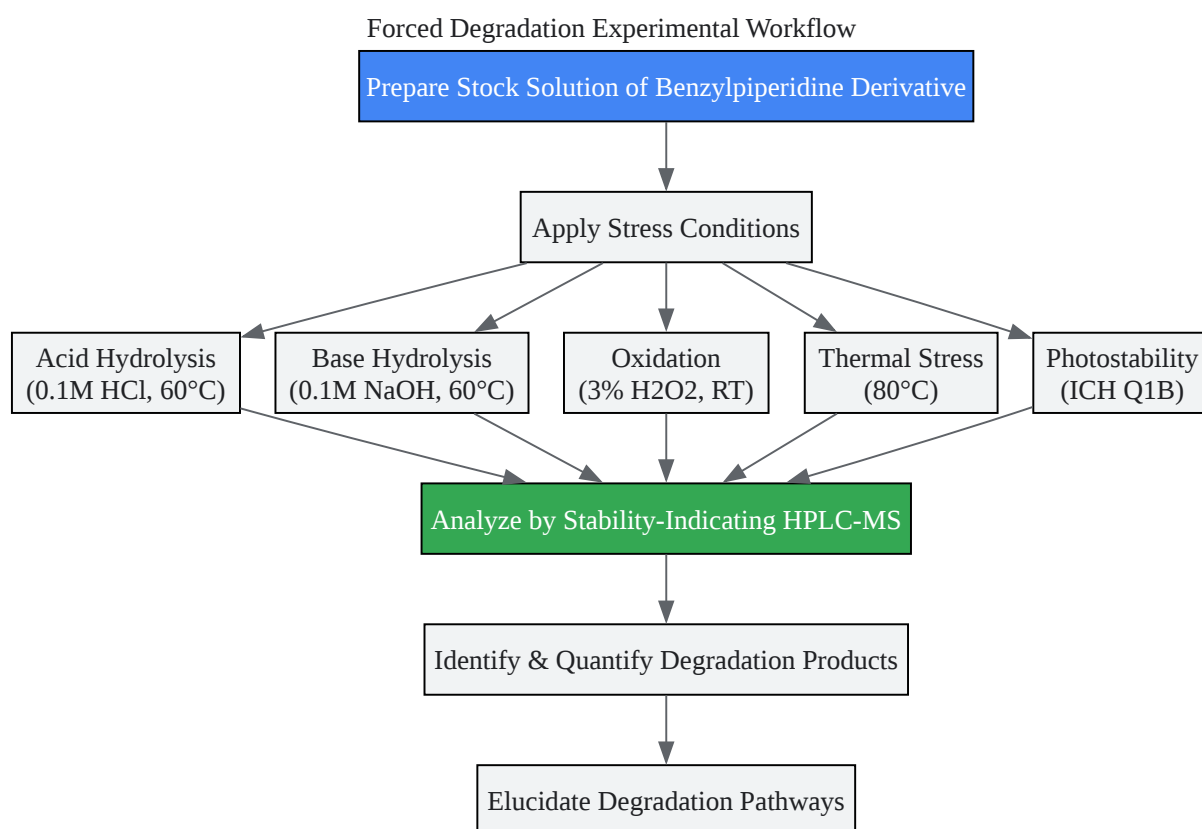 Forced Degradation Experimental Workflow
Prepare Stock Solution of Benzylpiperidine Derivative
Apply Stress Conditions
Acid Hydrolysis
(0.1M HCl, 60°C)
Base Hydrolysis
(0.1M NaOH, 60°C)
Oxidation
(3% H2O2, RT)
Thermal Stress
(80°C)
Photostability
(ICH Q1B)
Analyze by Stability-Indicating HPLC-MS
Identify & Quantify Degradation Products
Elucidate Degradation Pathways